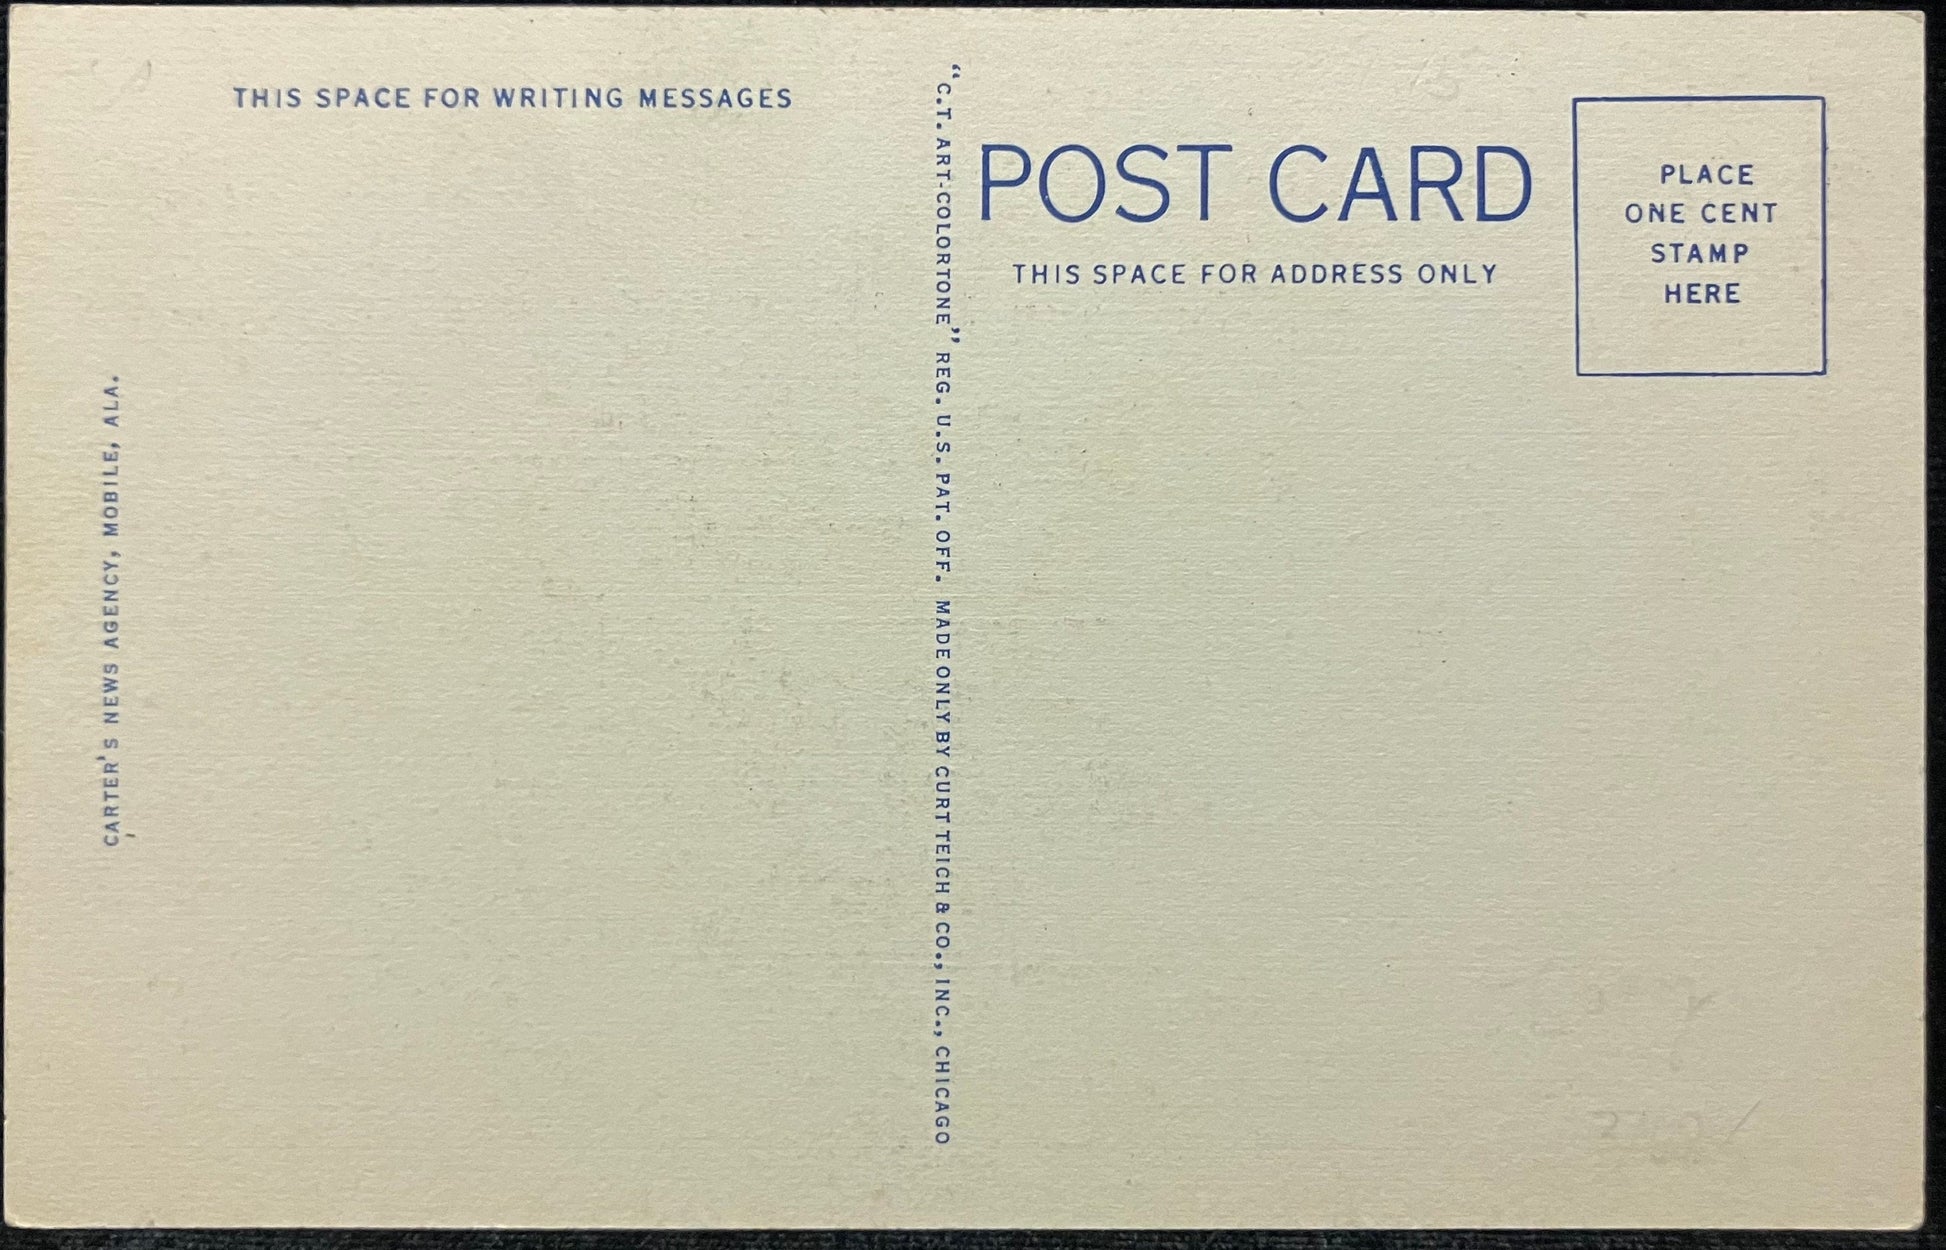 THIS SPACE FOR WRITING MESSAGES
CARTER'S NEWS AGENCY, MOBILE, ALA.
"C.T. ART-COLORTONE" REG. U.S. PAT. OFF. MADE ONLY BY CURT TEICH & CO., INC., CHICAGO
POST CARD
THIS SPACE FOR ADDRESS ONLY
PLACE
ONE CENT
STAMP
HERE